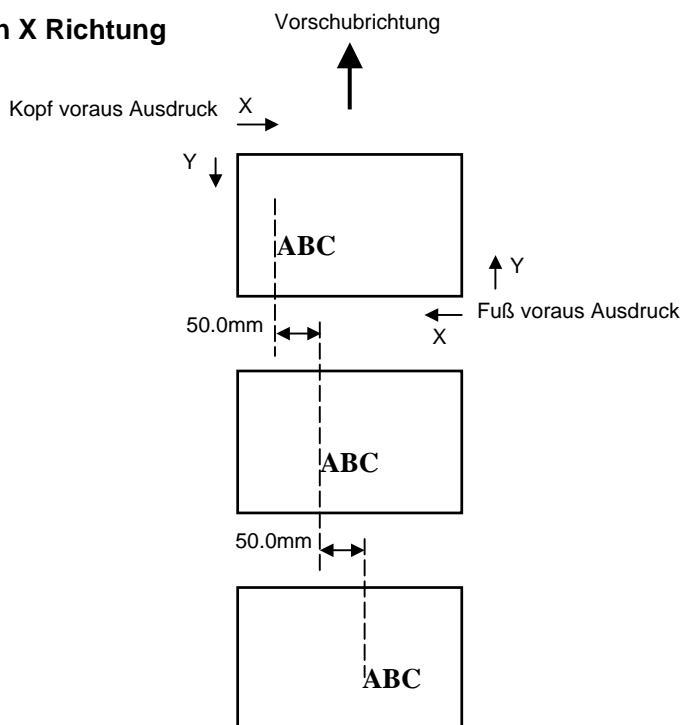 n X Richtung
Vorschubrichtung
Kopf voraus Ausdruck
X
Y
ABC
Y
50.0mm
Fuß voraus Ausdruck
X
ABC
50.0mm
ABC